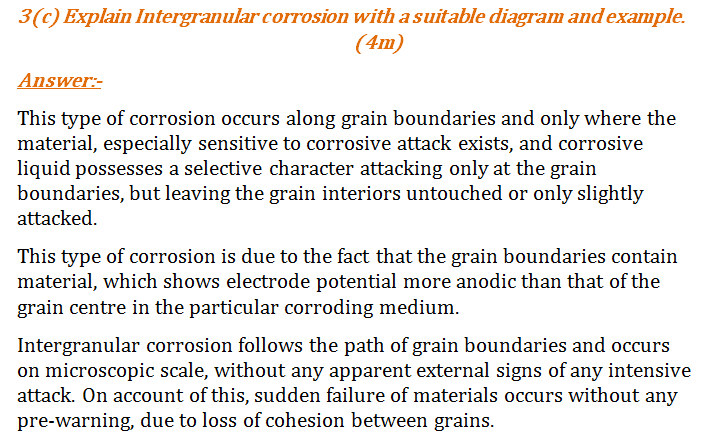 3(c) Explain Intergranular corrosion with a suitable diagram and example.
(4m)
Answer:-
This type of corrosion occurs along grain boundaries and only where the
material, especially sensitive to corrosive attack exists, and corrosive
liquid possesses a selective character attacking only at the grain
boundaries, but leaving the grain interiors untouched or only slightly
attacked.
This type of corrosion is due to the fact that the grain boundaries contain
material, which shows electrode potential more anodic than that of the
grain centre in the particular corroding medium.
Intergranular corrosion follows the path of grain boundaries and occurs
on microscopic scale, without any apparent external signs of any intensive
attack. On account of this, sudden failure of materials occurs without any
pre-warning, due to loss of cohesion between grains.